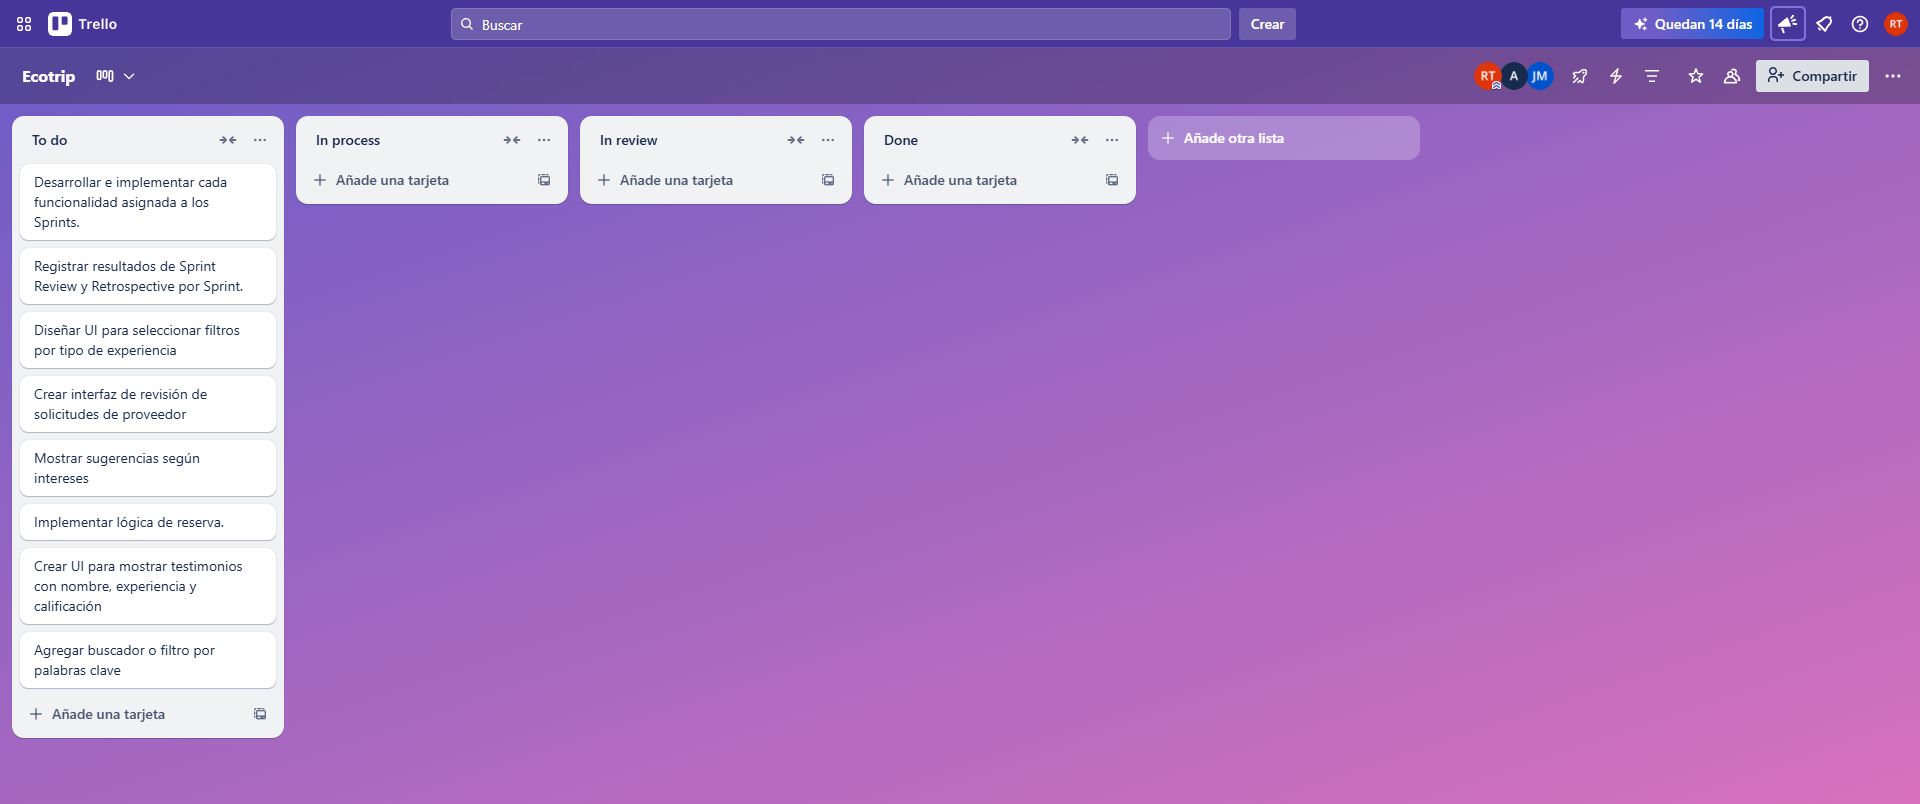 Trello
Buscar
Crear
Quedan 14 días
RT
Ecotrip
RT
A
JM
Compartir
To do
Desarrollar e implementar cada
funcionalidad asignada a los
Sprints.
Registrar resultados de Sprint
Review y Retrospective por Sprint.
Diseñar UI para seleccionar filtros
por tipo de experiencia
Crear interfaz de revisión de
solicitudes de proveedor
Mostrar sugerencias según
intereses
Implementar lógica de reserva.
Crear UI para mostrar testimonios
con nombre, experiencia y
calificación
Agregar buscador o filtro por
palabras clave
+ Añade una tarjeta
In process
+ Añade una tarjeta
In review
+ Añade una tarjeta
Done
+ Añade una tarjeta
+ Añade otra lista